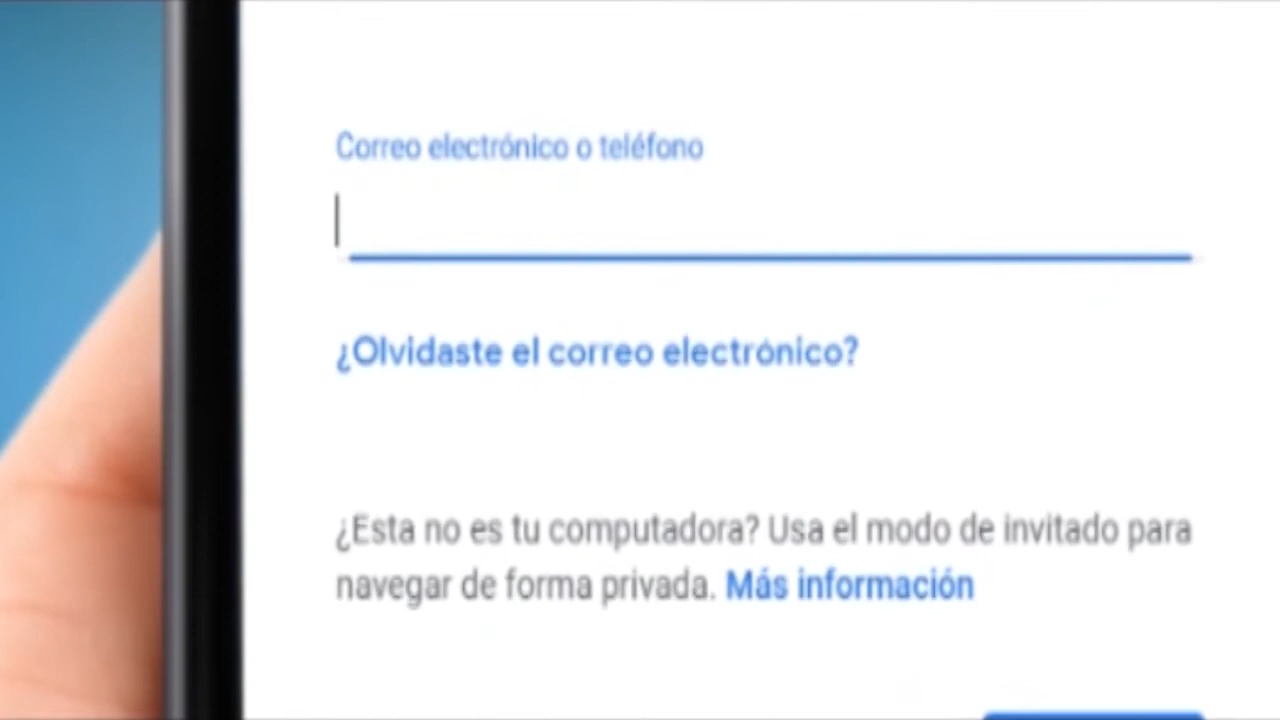 Correo electrónico o teléfono
¿Olvidaste el correo electrónico?
¿Esta no es tu computadora? Usa el modo de invitado para
navegar de forma privada. Más información